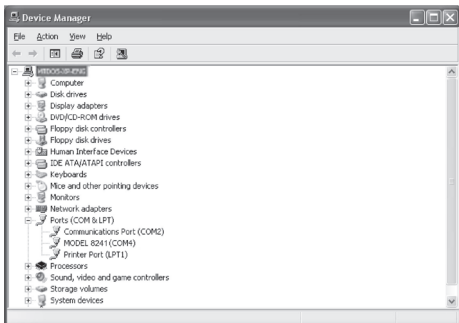 Device Manager
File Action View Help
Computer
Disk drives
Display adapters
DVD/CD-ROM drives
Floppy disk controllers
Floppy disk drives
Human Interface Devices
IDE ATA/ATAPI controllers
Keyboards
Mice and other pointing devices
Monitors
Network adapters
Ports (COM & LPT)
Communications Port (COM2)
MODEL 8241 (COM4)
Printer Port (LPT1)
Processors
Sound, video and game controllers
Storage volumes
System devices